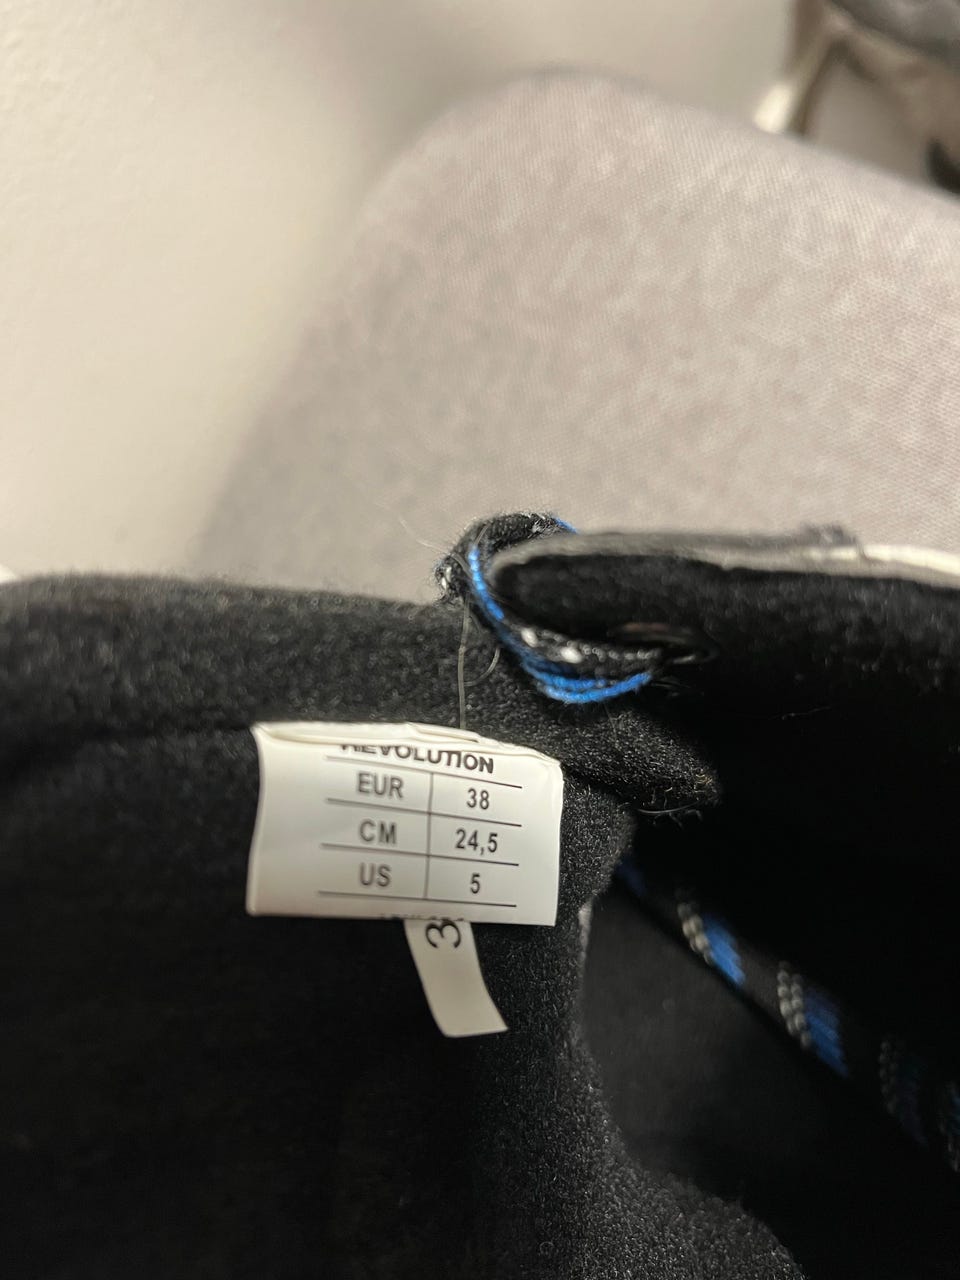 REVOLUTION
EUR 38
CM 24,5
US 5
3